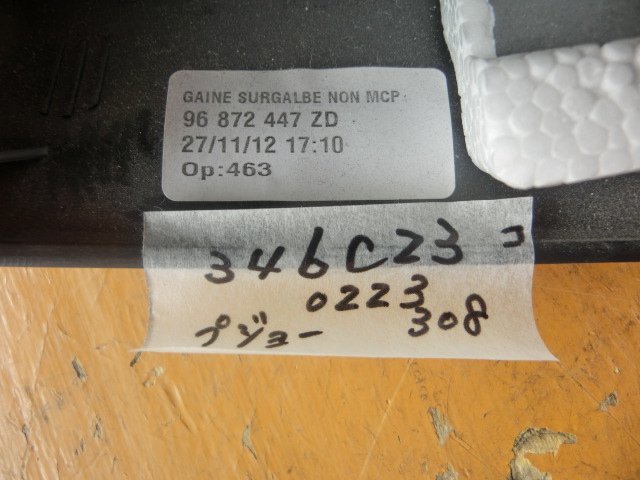 GAINE SURGALBE NON MCP
96 872 447 ZD
27/11/12 17:10
Op:463
346C23 コ
0223
プジョー 308